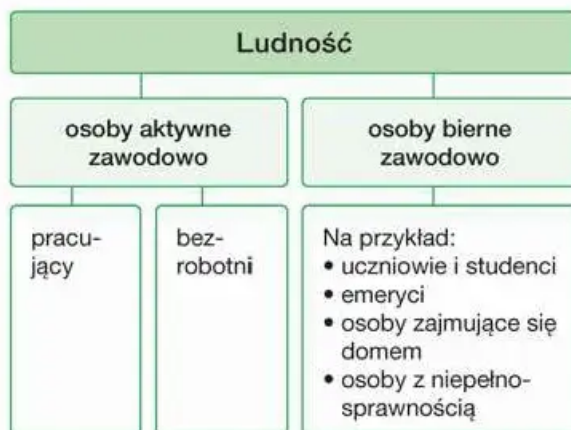 Ludność
osoby aktywne
zawodowo
osoby bierne
zawodowo
pracu-
jący
bez-
robotni
Na przykład:
• uczniowie i studenci
• emeryci
• osoby zajmujące się
domem
• osoby z niepełno-
sprawnością